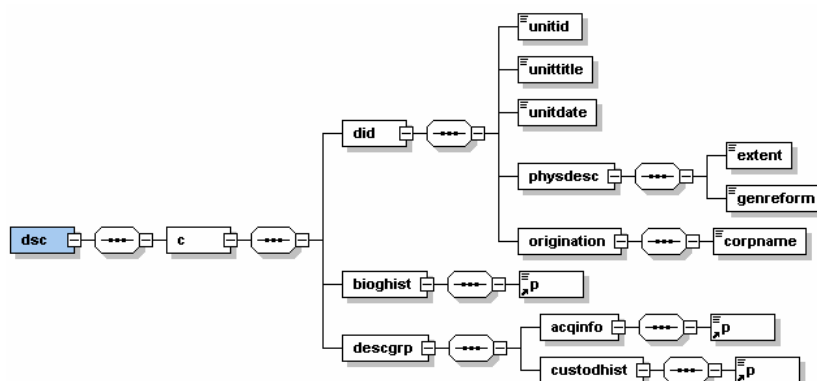 unitid
unittitle
unitdate
did
extent
physdesc
genreform
dsc
c
origination
corpname
bioghist
p
acqinfo
p
descgrp
custodhist
p